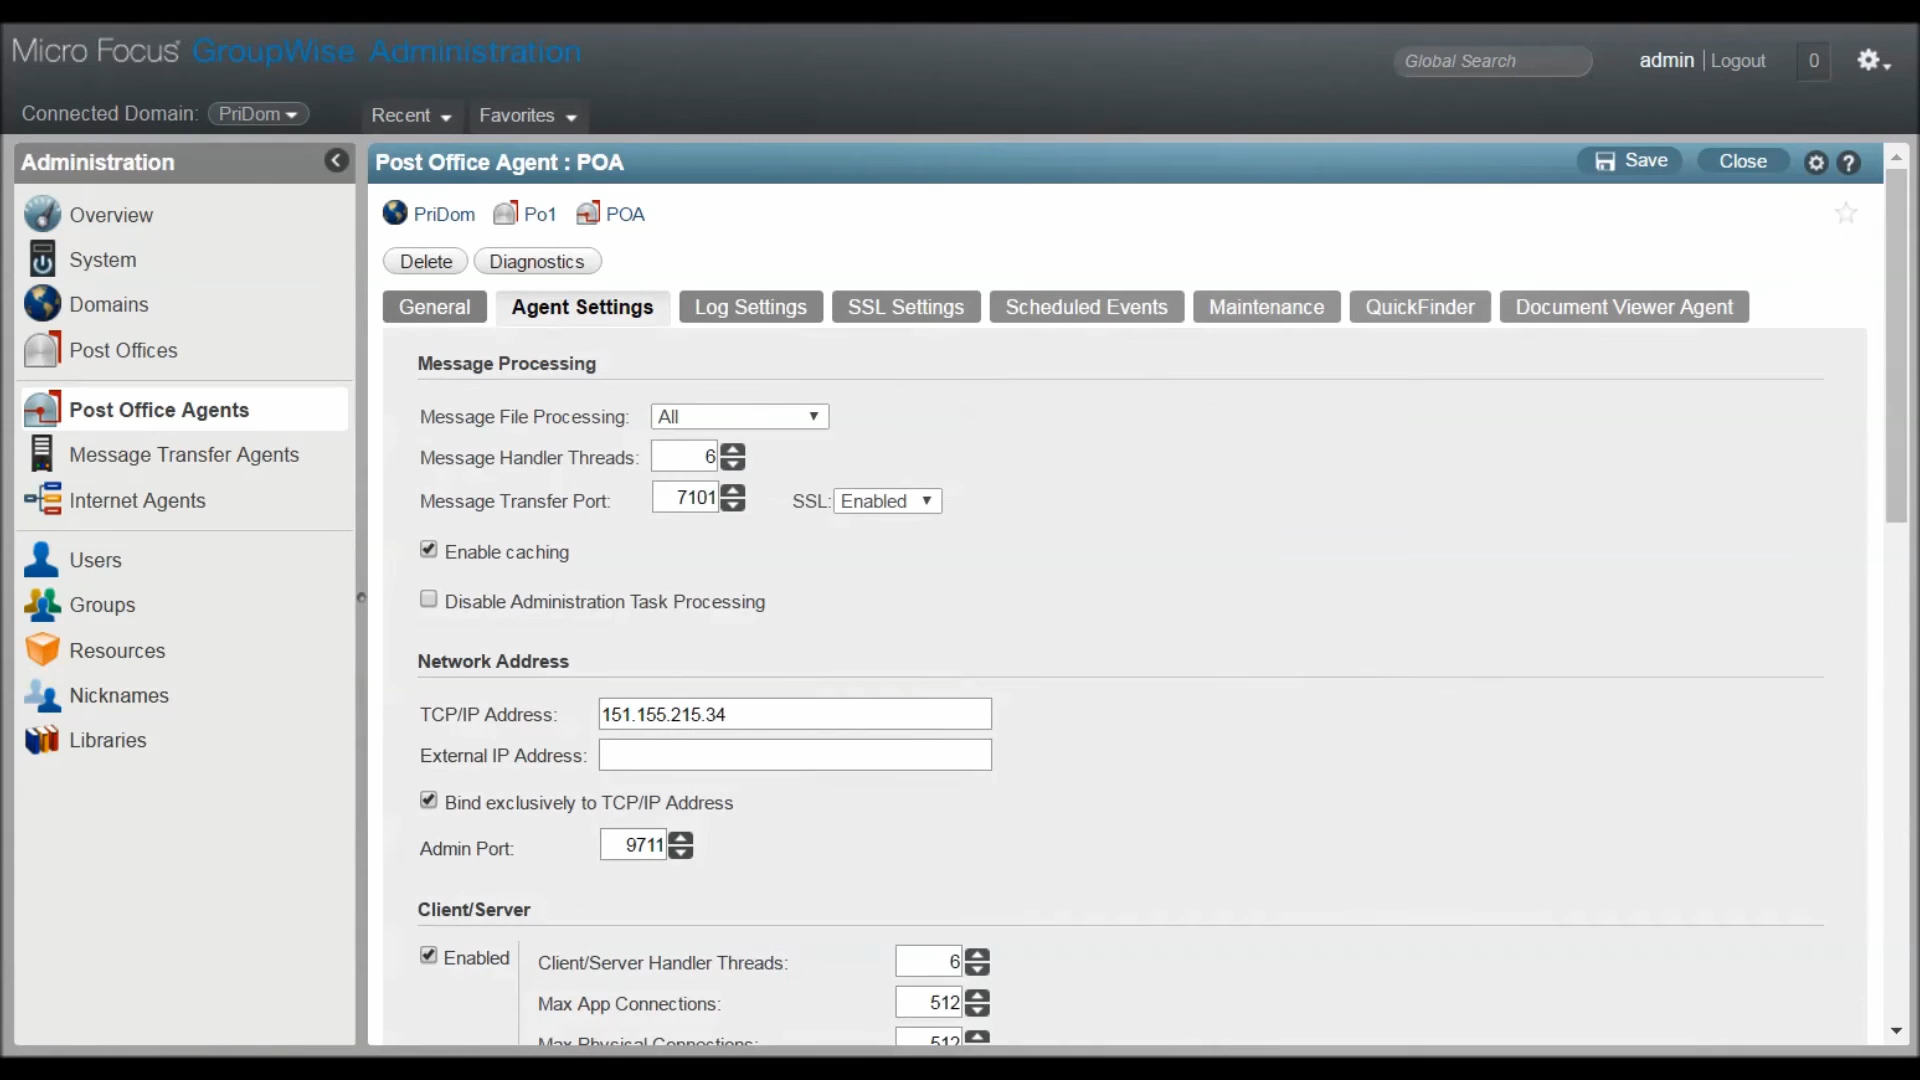 Micro Focus GroupWise Administration
Global Search
admin | Logout
0
Connected Domain: PriDom
Recent
Favorites
Administration
Overview
System
Domains
Post Offices
Post Office Agents
Message Transfer Agents
Internet Agents
Users
Groups
Resources
Nicknames
Libraries
Post Office Agent : POA
Save
Close
?
PriDom Po1 POA
Delete Diagnostics
General Agent Settings Log Settings SSL Settings Scheduled Events Maintenance QuickFinder Document Viewer Agent
Message Processing
Message File Processing: All
Message Handler Threads: 6
Message Transfer Port: 7101 SSL: Enabled
Enable caching
Disable Administration Task Processing
Network Address
TCP/IP Address: 151.155.215.34
External IP Address:
Bind exclusively to TCP/IP Address
Admin Port: 9711
Client/Server
Enabled
Client/Server Handler Threads: 6
Max App Connections: 512
Max Physical Connections: 512